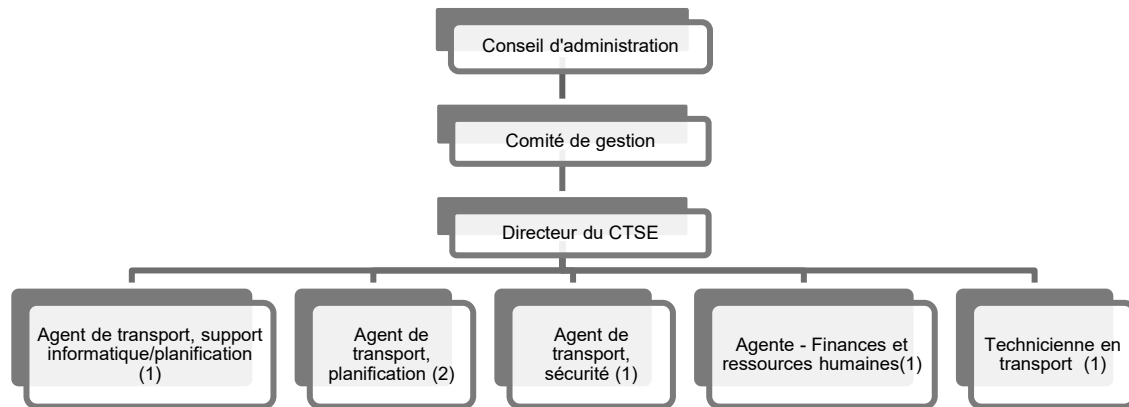 Conseil d'administration
Comité de gestion
Directeur du CTSE
Agent de transport, support
informatique/planification
(1)
Agent de
transport,
planification (2)
Agent de
transport,
sécurité (1)
Agente - Finances et
ressources humaines(1)
Technicienne en
transport (1)